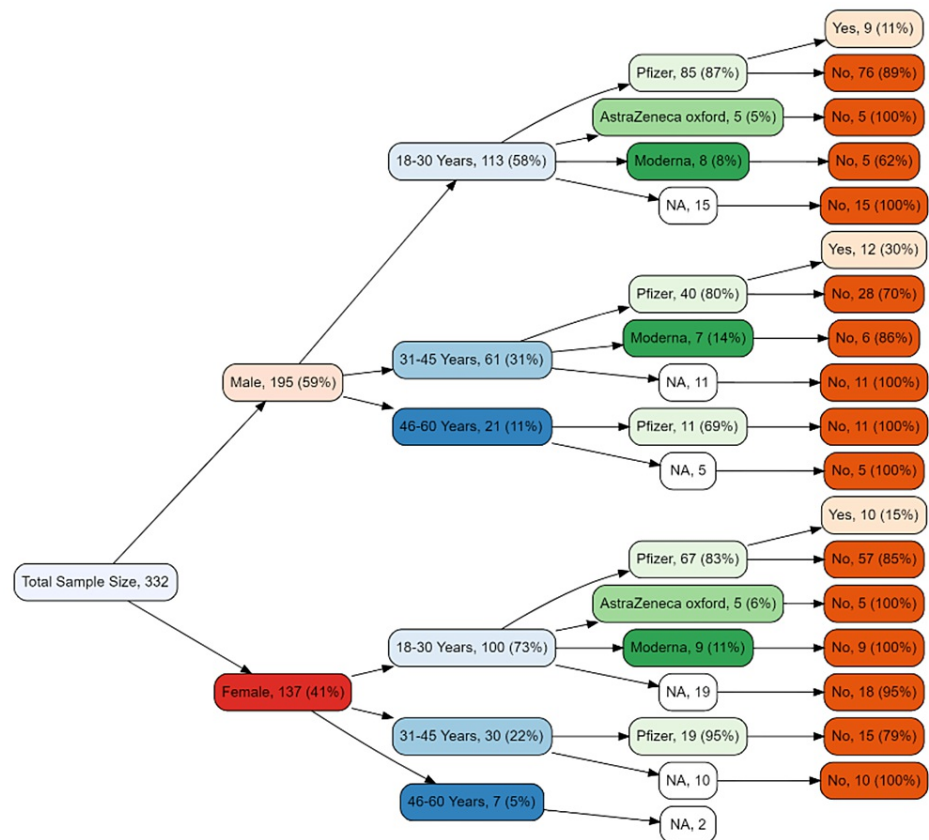 Yes, 9 (11%)
Pfizer, 85 (87%)
No, 76 (89%)
AstraZeneca oxford, 5 (5%)
No, 5 (100%)
18-30 Years, 113 (58%)
Moderna, 8 (8%)
No, 5 (62%)
NA, 15
No, 15 (100%)
Yes, 12 (30%)
Pfizer, 40 (80%)
No, 28 (70%)
Moderna, 7 (14%)
No, 6 (86%)
31-45 Years, 61 (31%)
Male, 195 (59%)
NA, 11
No, 11 (100%)
46-60 Years, 21 (11%)
Pfizer, 11 (69%)
No, 11 (100%)
NA, 5
No, 5 (100%)
Yes, 10 (15%)
Total Sample Size, 332
Pfizer, 67 (83%)
No, 57 (85%)
AstraZeneca oxford, 5 (6%)
No, 5 (100%)
18-30 Years, 100 (73%)
Moderna, 9 (11%)
No, 9 (100%)
Female, 137 (41%)
NA, 19
No, 18 (95%)
31-45 Years, 30 (22%)
Pfizer, 19 (95%)
No, 15 (79%)
NA, 10
No, 10 (100%)
46-60 Years, 7 (5%)
NA, 2